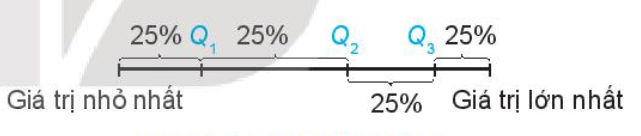 25% Q₁ 25% Q₂ Q₃ 25%
Giá trị nhỏ nhất 25% Giá trị lớn nhất